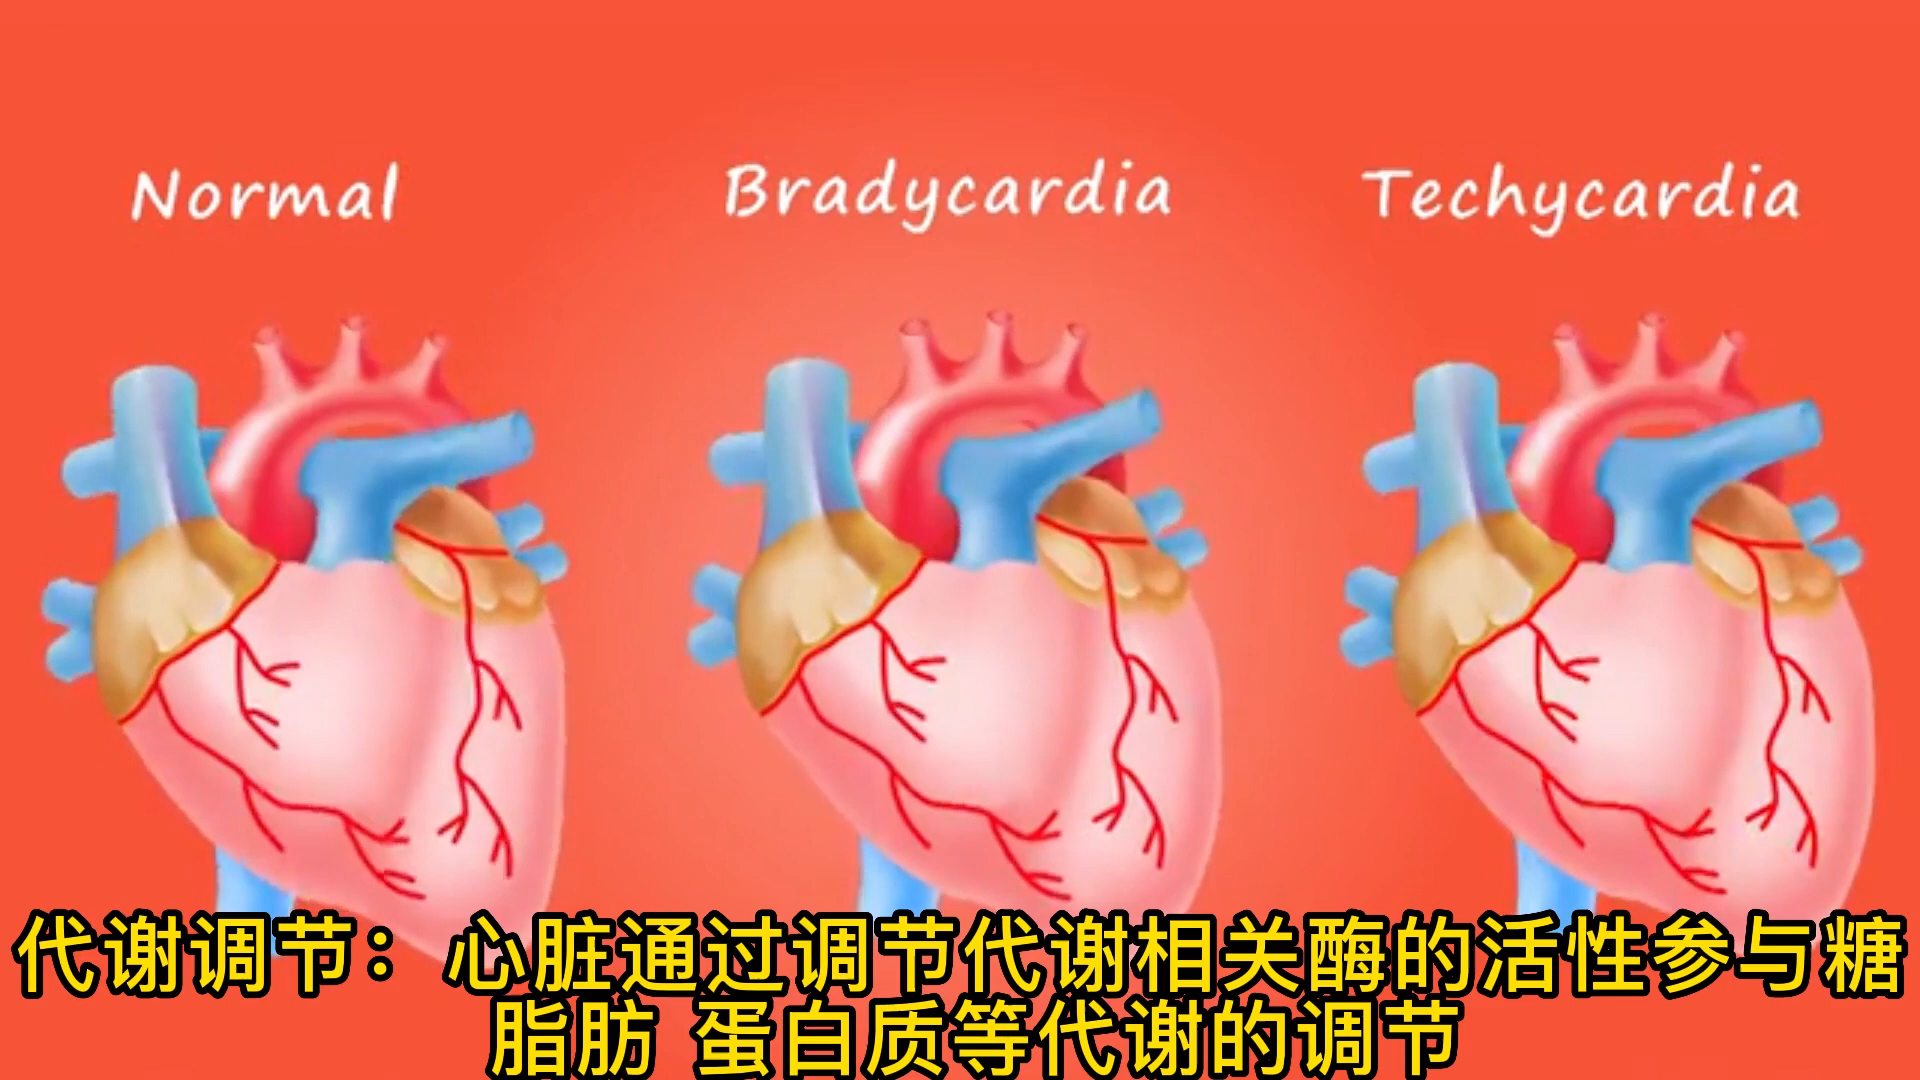 Normal
Bradycardia
Techycardia
代谢调节：心脏通过调节代谢相关酶的活性参与糖
脂肪 蛋白质等代谢的调节